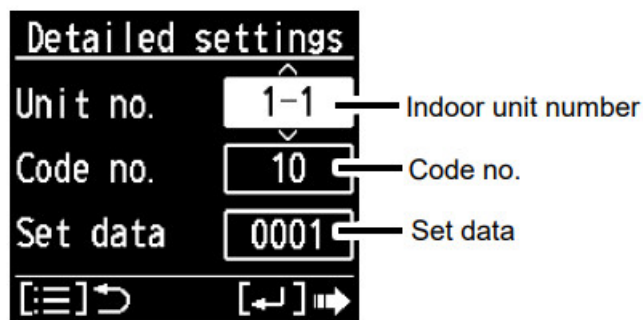 Detailed settings
Unit no. 1-1 Indoor unit number
Code no. 10 Code no.
Set data 0001 Set data